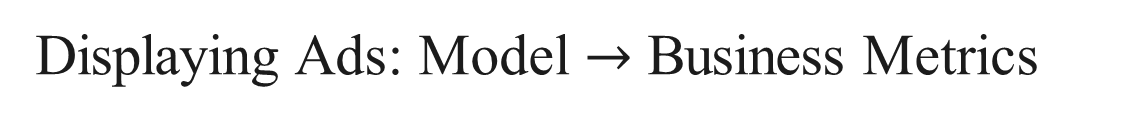 Displaying Ads: Model → Business Metrics